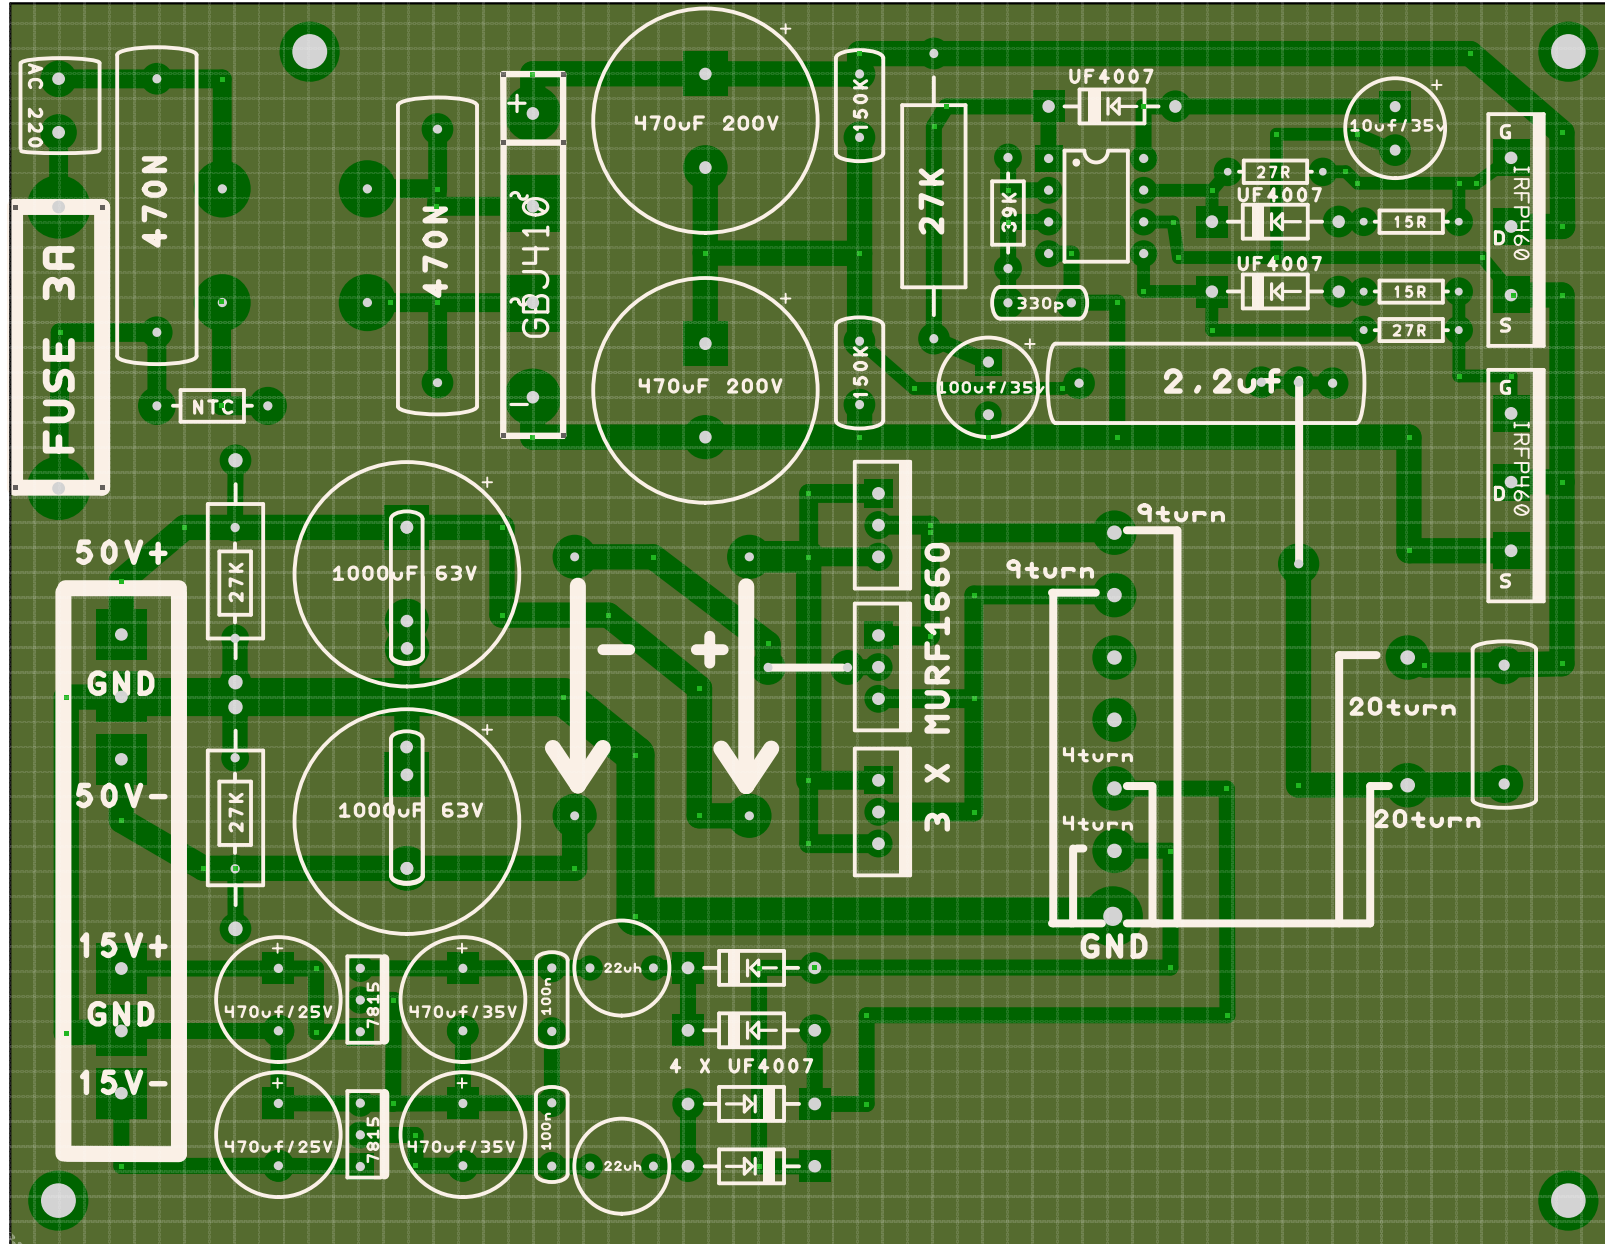 AC 220
470N
FUSE 3A
NTC
470N
+
~
GBJ410
~
-
+
470uF 200V
+
470uF 200V
150K
150K
27K
39K
330p
+
100uf/35v
UF4007
+
10uf/35v
27R
UF4007
15R
UF4007
15R
27R
2.2uf
G
IRFP460
D
S
G
IRFP460
D
S
50V+
GND
50V-
15V+
GND
15V-
27K
27K
+
1000uF 63V
+
1000uF 63V
-
+
3 X MURF1660
9turn
9turn
4turn
4turn
GND
20turn
20turn
+
470uf/25V
7815
+
470uf/35V
100n
22uh
4 X UF4007
+
470uf/25V
7815
+
470uf/35V
100n
22uh